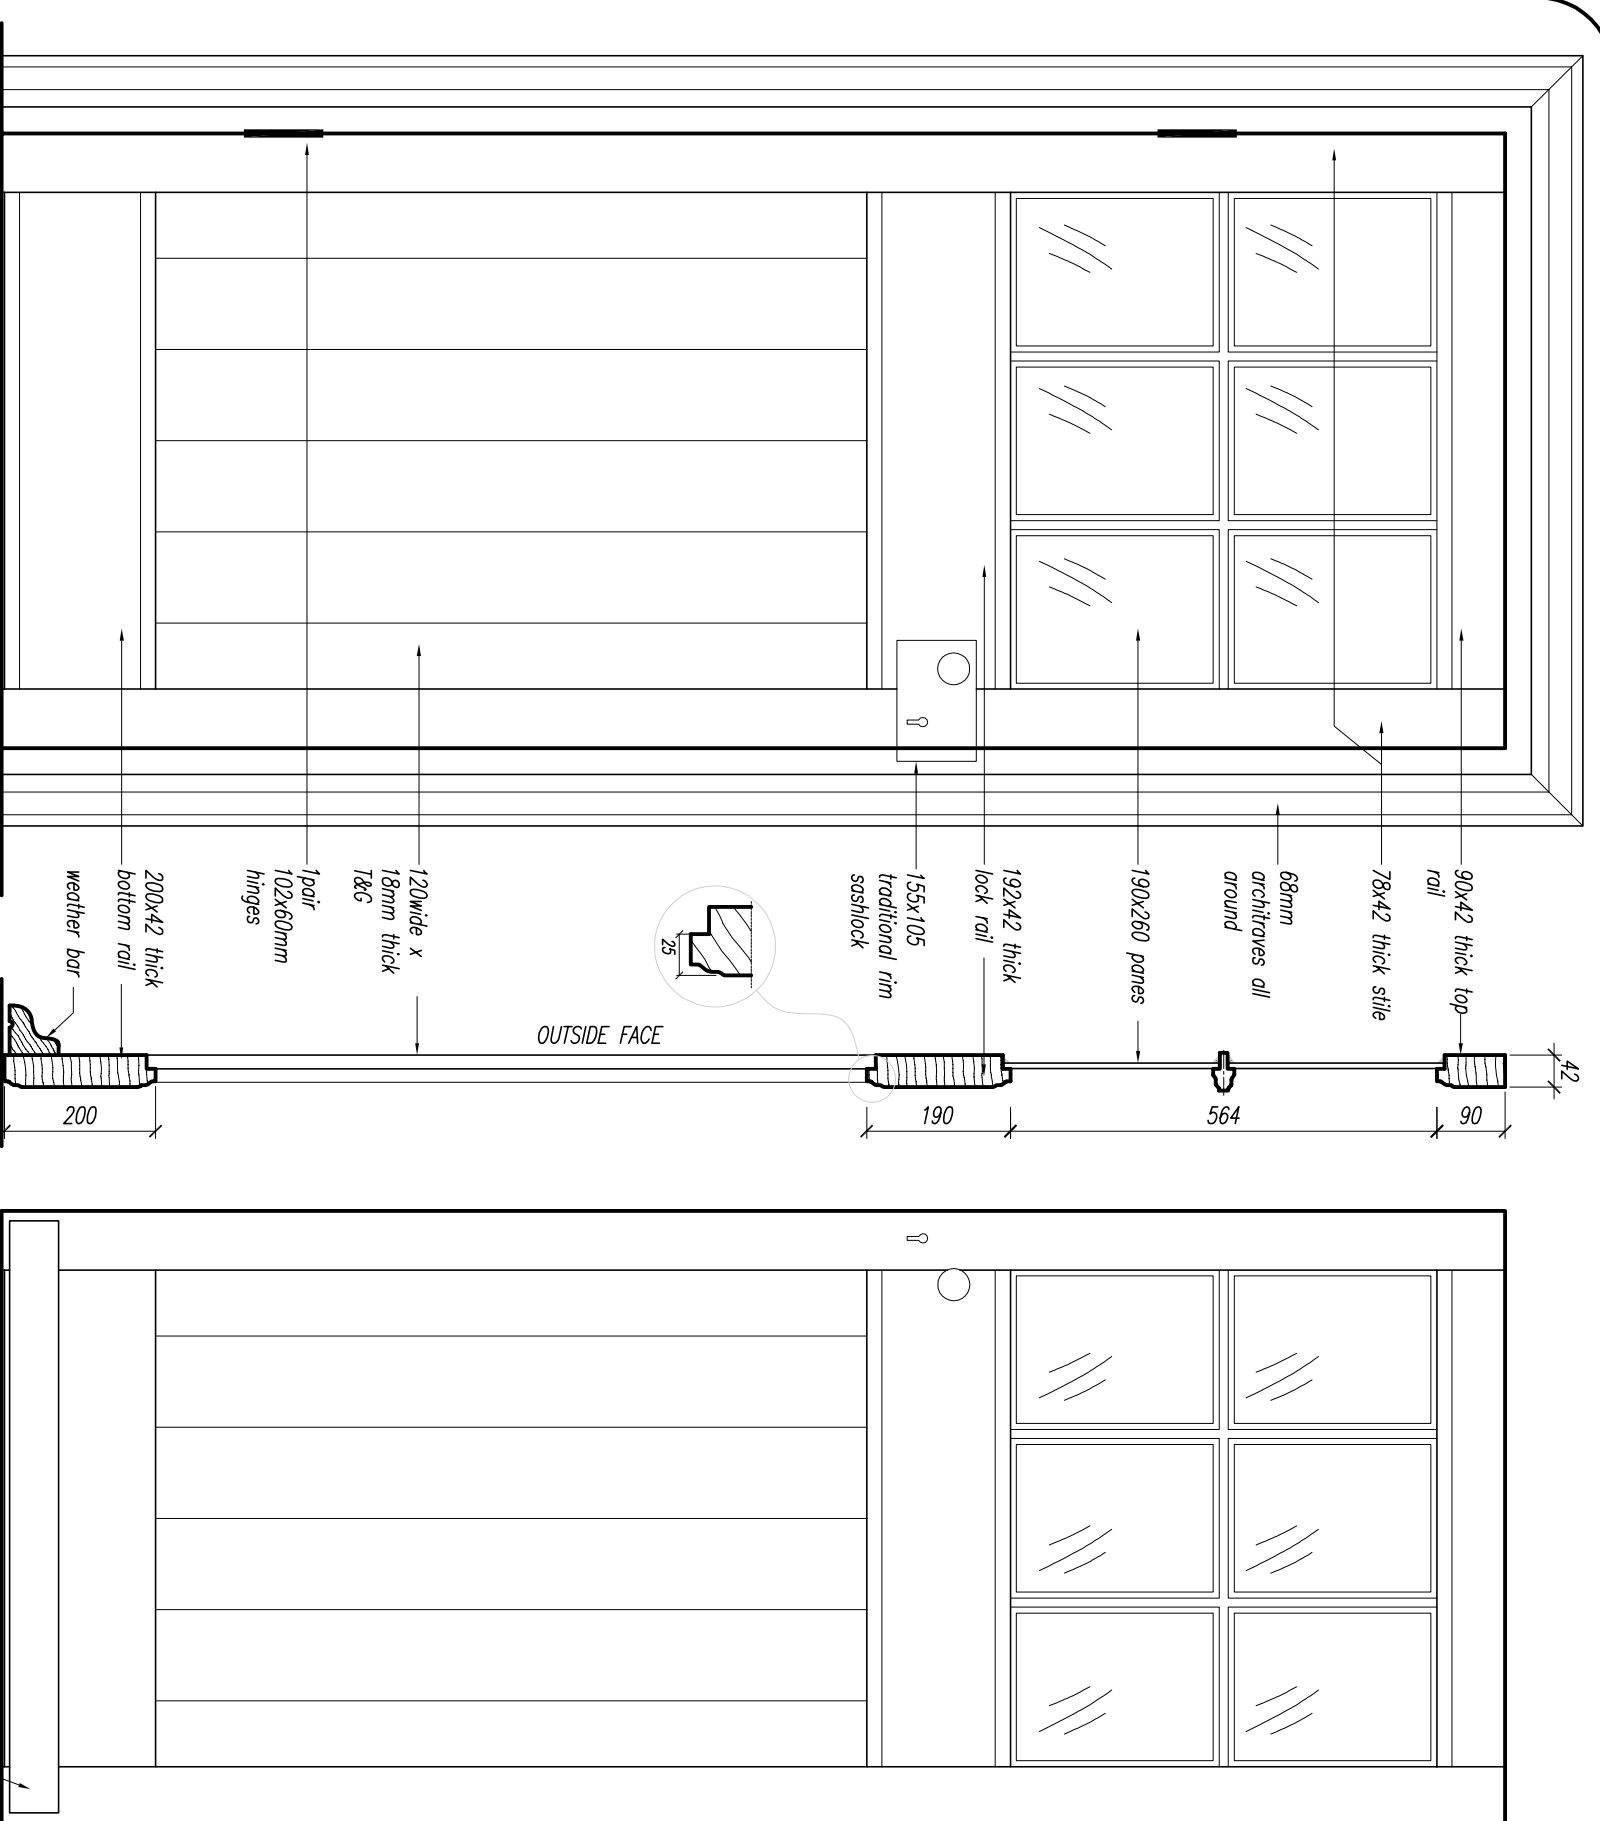 90x42 thick top
rail
78x42 thick stile
68mm
architraves all
around
190x260 panes
192x42 thick
lock rail
155x105
traditional rim
sashlock
25
120wide x
18mm thick
T&G
1pair
102x60mm
hinges
200x42 thick
bottom rail
weather bar
OUTSIDE FACE
42
90
564
190
200